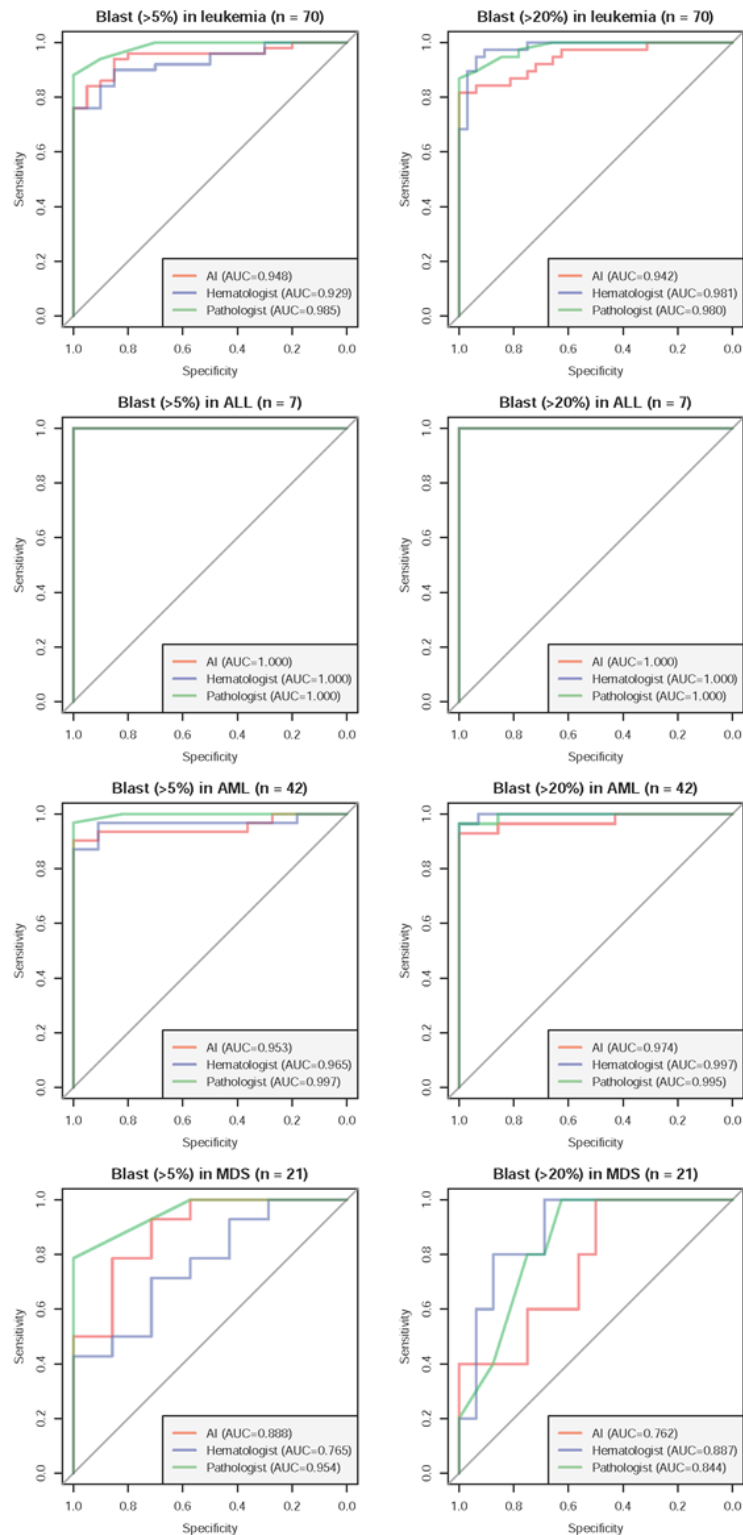 Blast (>5%) in leukemia (n = 70)
Sensitivity
1.0
0.8
0.6
0.4
0.2
0.0
AI (AUC=0.948)
Hematologist (AUC=0.929)
Pathologist (AUC=0.985)
1.0 0.8 0.6 0.4 0.2 0.0
Specificity
Blast (>20%) in leukemia (n = 70)
Sensitivity
1.0
0.8
0.6
0.4
0.2
0.0
AI (AUC=0.942)
Hematologist (AUC=0.981)
Pathologist (AUC=0.980)
1.0 0.8 0.6 0.4 0.2 0.0
Specificity
Blast (>5%) in ALL (n = 7)
Sensitivity
1.0
0.8
0.6
0.4
0.2
0.0
AI (AUC=1.000)
Hematologist (AUC=1.000)
Pathologist (AUC=1.000)
1.0 0.8 0.6 0.4 0.2 0.0
Specificity
Blast (>20%) in ALL (n = 7)
Sensitivity
1.0
0.8
0.6
0.4
0.2
0.0
AI (AUC=1.000)
Hematologist (AUC=1.000)
Pathologist (AUC=1.000)
1.0 0.8 0.6 0.4 0.2 0.0
Specificity
Blast (>5%) in AML (n = 42)
Sensitivity
1.0
0.8
0.6
0.4
0.2
0.0
AI (AUC=0.953)
Hematologist (AUC=0.965)
Pathologist (AUC=0.997)
1.0 0.8 0.6 0.4 0.2 0.0
Specificity
Blast (>20%) in AML (n = 42)
Sensitivity
1.0
0.8
0.6
0.4
0.2
0.0
AI (AUC=0.974)
Hematologist (AUC=0.997)
Pathologist (AUC=0.995)
1.0 0.8 0.6 0.4 0.2 0.0
Specificity
Blast (>5%) in MDS (n = 21)
Sensitivity
1.0
0.8
0.6
0.4
0.2
0.0
AI (AUC=0.888)
Hematologist (AUC=0.765)
Pathologist (AUC=0.954)
1.0 0.8 0.6 0.4 0.2 0.0
Specificity
Blast (>20%) in MDS (n = 21)
Sensitivity
1.0
0.8
0.6
0.4
0.2
0.0
AI (AUC=0.762)
Hematologist (AUC=0.887)
Pathologist (AUC=0.844)
1.0 0.8 0.6 0.4 0.2 0.0
Specificity